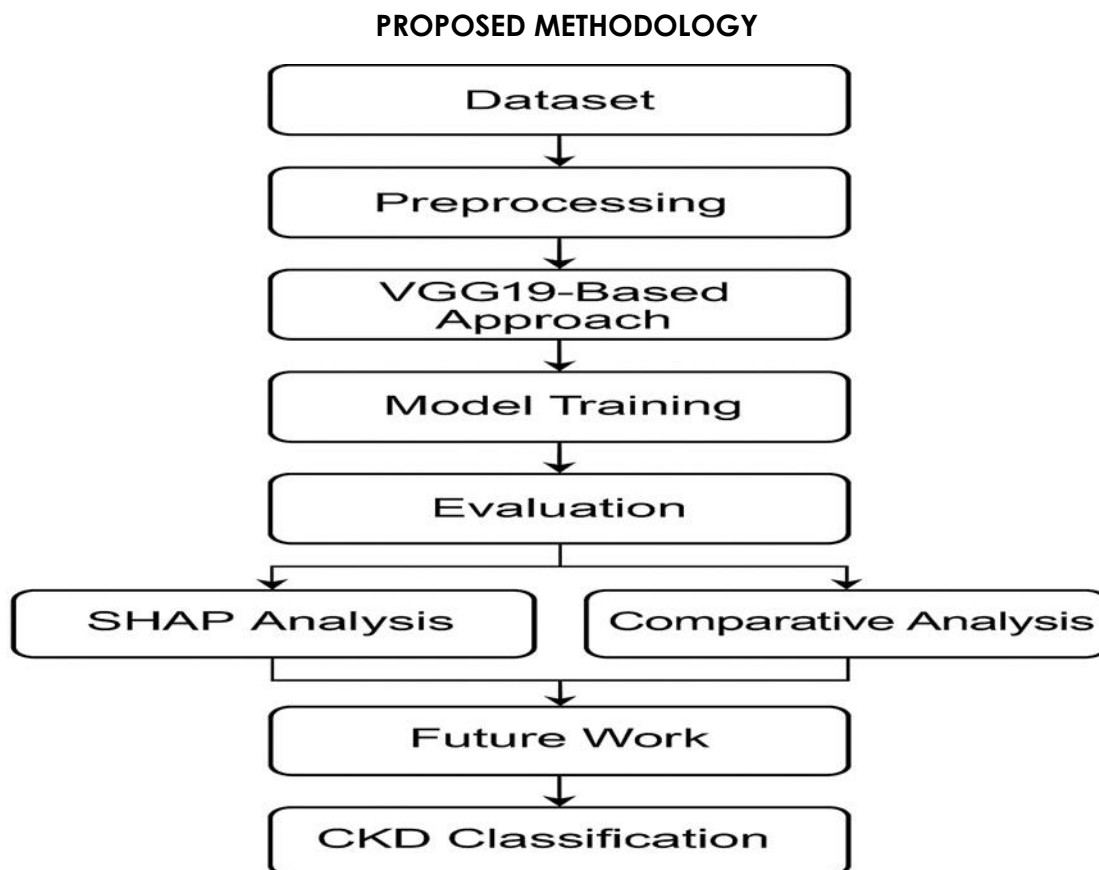 PROPOSED METHODOLOGY
Dataset
Preprocessing
VGG19-Based
Approach
Model Training
Evaluation
SHAP Analysis
Comparative Analysis
Future Work
CKD Classification